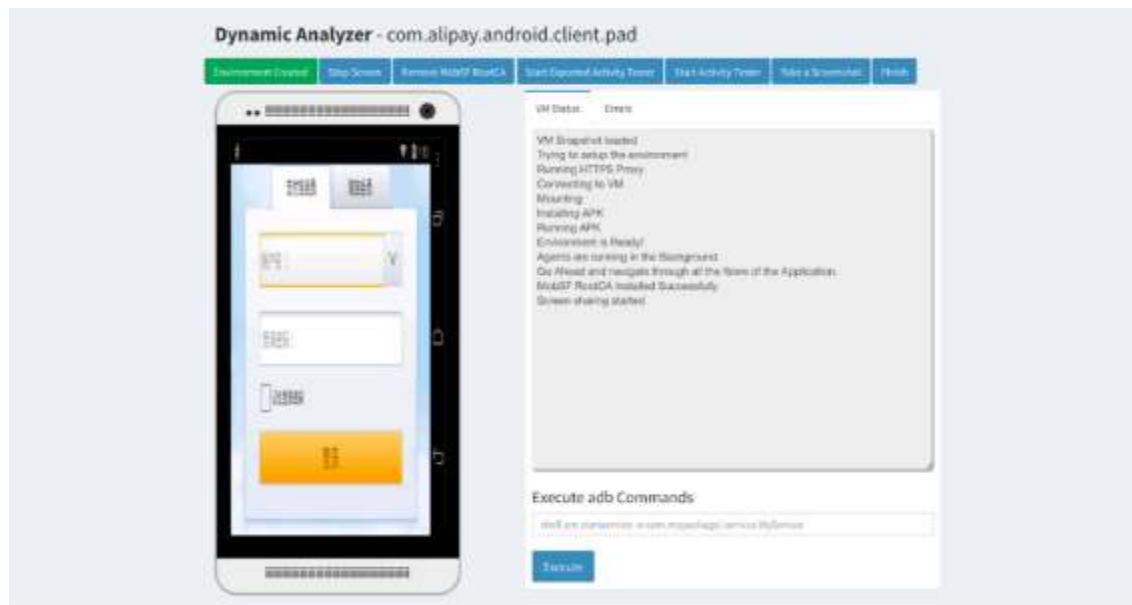 Dynamic Analyzer - com.alipay.android.client.pad
Environment Created
Stop Screen
Remove MobSF RootCA
Start Exported Activity Tester
Start Activity Tester
Take a Screenshot
Finish
VM Status
Errors
VM Snapshot loaded
Trying to setup the environment
Running HTTPS Proxy
Connecting to VM
Mounting
Installing APK
Running APK
Environment is Ready!
Agents are running in the Background
Go Ahead and navigate through all the flows of the Application.
MobSF RootCA Installed Successfully
Screen sharing started
Execute adb Commands
Execute